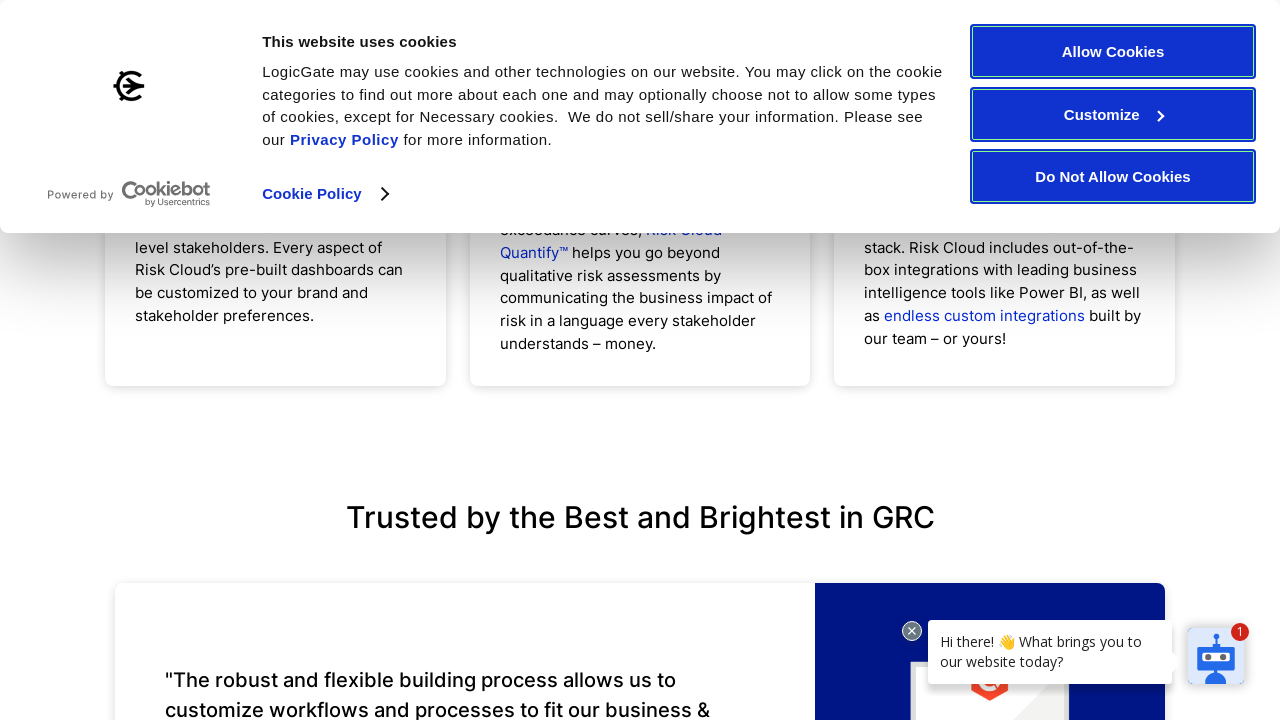 This website uses cookies
LogicGate may use cookies and other technologies on our website. You may click on the cookie
categories to find out more about each one and may optionally choose not to allow some types
of cookies, except for Necessary cookies.  We do not sell/share your information. Please see
our Privacy Policy for more information.
Cookie Policy
Powered by Cookiebot
by Usercentrics
Allow Cookies
Customize
Do Not Allow Cookies
level stakeholders. Every aspect of
Risk Cloud’s pre-built dashboards can
be customized to your brand and
stakeholder preferences.
exceedance curves, Risk Cloud
Quantify™ helps you go beyond
qualitative risk assessments by
communicating the business impact of
risk in a language every stakeholder
understands – money.
stack. Risk Cloud includes out-of-the-
box integrations with leading business
intelligence tools like Power BI, as well
as endless custom integrations built by
our team – or yours!
Trusted by the Best and Brightest in GRC
"The robust and flexible building process allows us to
customize workflows and processes to fit our business &
Hi there! 👋 What brings you to
our website today?
1